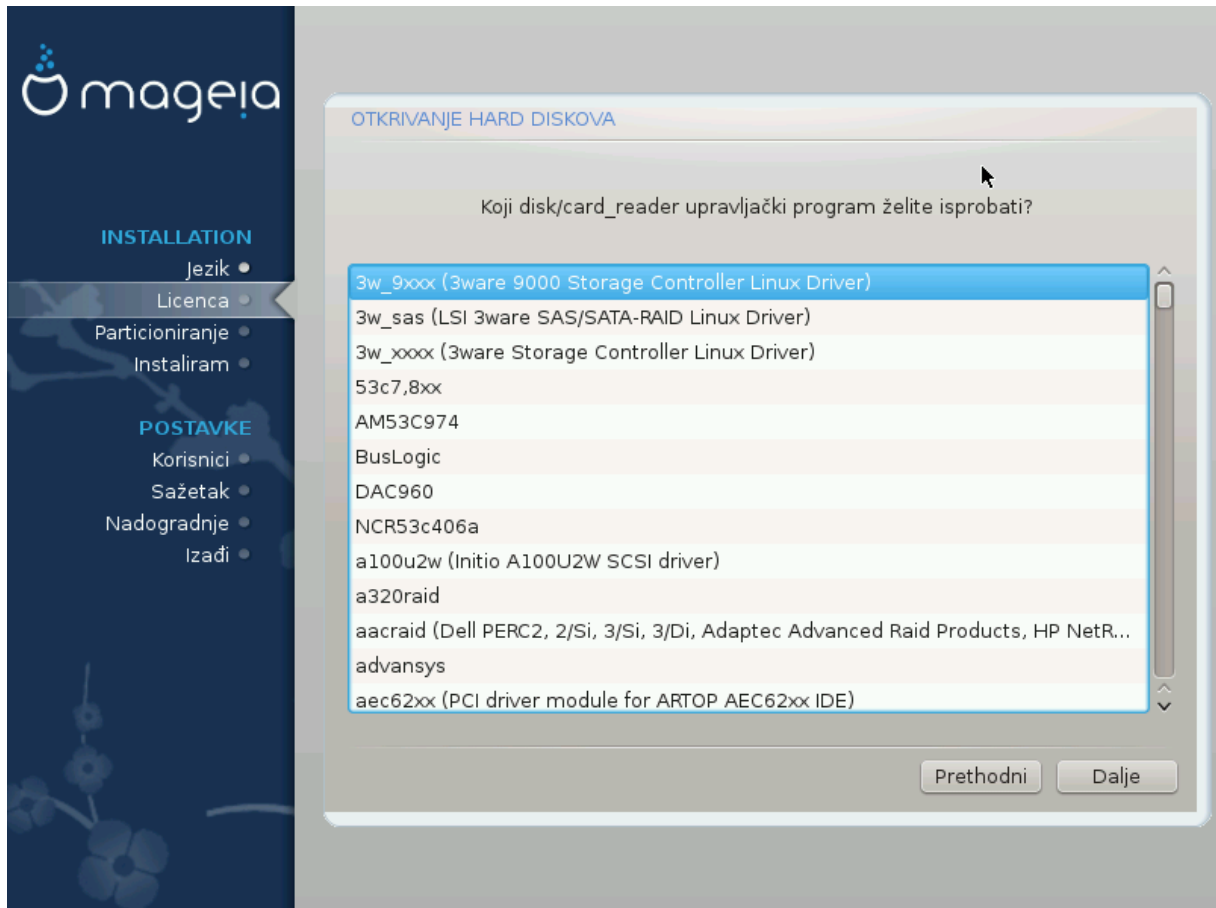 mageia
INSTALLATION
Jezik
Licenca
Particioniranje
Instaliram
POSTAVKE
Korisnici
Sažetak
Nadogradnje
Izađi
OTKRIVANJE HARD DISKOVA
Koji disk/card_reader upravljački program želite isprobati?
3w_9xxx (3ware 9000 Storage Controller Linux Driver)
3w_sas (LSI 3ware SAS/SATA-RAID Linux Driver)
3w_xxxx (3ware Storage Controller Linux Driver)
53c7,8xx
AM53C974
BusLogic
DAC960
NCR53c406a
a100u2w (Initio A100U2W SCSI driver)
a320raid
aacraid (Dell PERC2, 2/Si, 3/Si, 3/Di, Adaptec Advanced Raid Products, HP NetR...
advansys
aec62xx (PCI driver module for ARTOP AEC62xx IDE)
Prethodni
Dalje